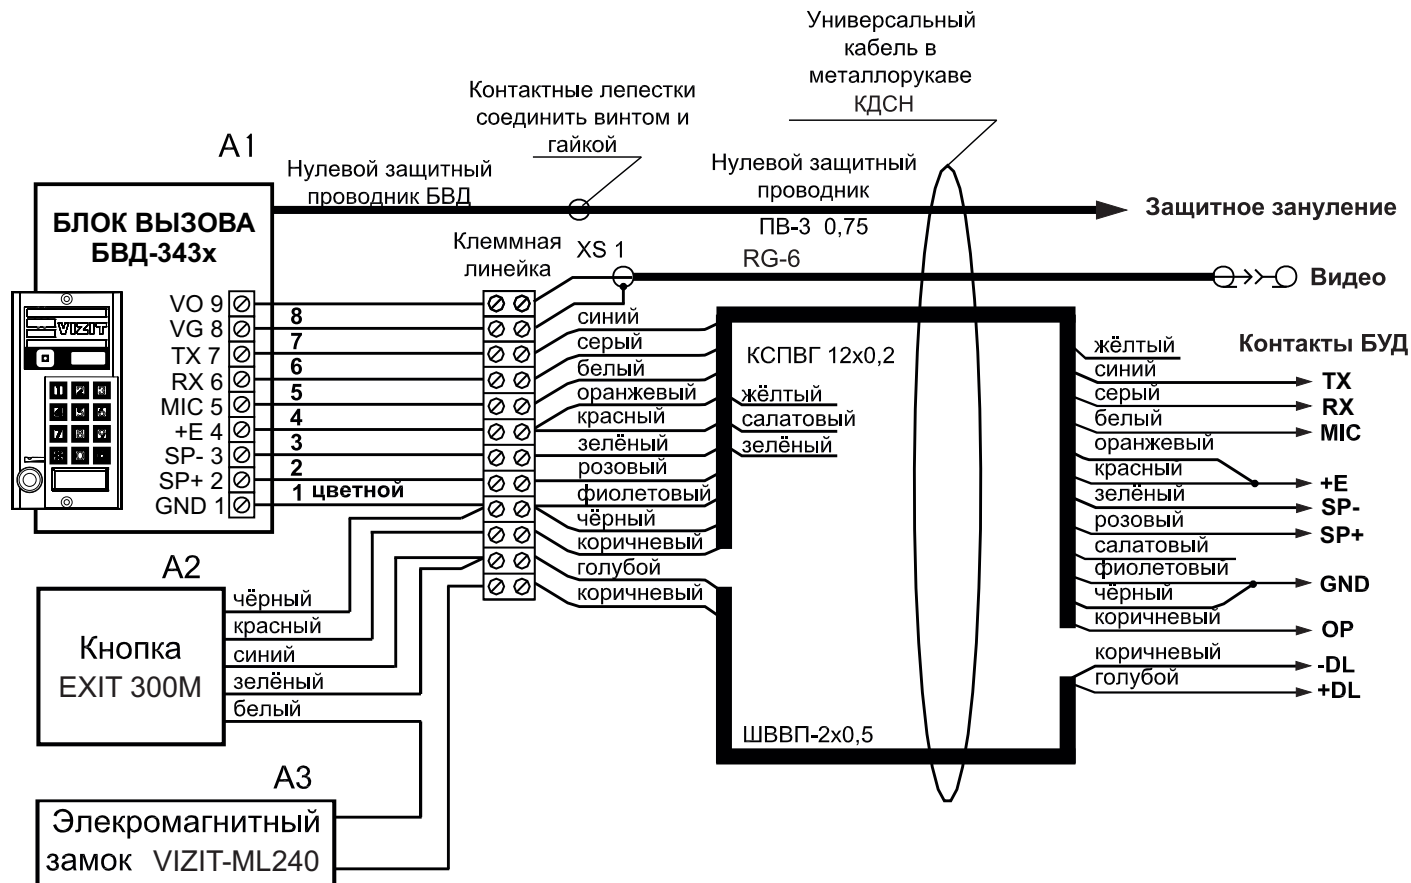 Универсальный
кабель в
металлорукаве
КДСН
Контактные лепестки
соединить винтом и
гайкой
А1
Нулевой защитный
проводник БВД
Нулевой защитный
проводник
ПВ-3 0,75
Защитное зануление
БЛОК ВЫЗОВА
БВД-343х
Клеммная
линейка
XS 1
RG-6
Видео
VIZIT
VO 9
VG 8
TX 7
RX 6
MIC 5
+E 4
SP- 3
SP+ 2
GND 1
8
7
6
5
4
3
2
1 цветной
синий
серый
белый
оранжевый
красный
зелёный
розовый
фиолетовый
чёрный
коричневый
голубой
коричневый
КСПВГ 12х0,2
жёлтый
салатовый
зелёный
Контакты БУД
жёлтый
синий TX
серый RX
белый MIC
оранжевый
красный +E
зелёный SP-
розовый SP+
салатовый
фиолетовый GND
чёрный
коричневый OP
коричневый -DL
голубой +DL
ШВВП-2х0,5
А2
Кнопка
EXIT 300M
чёрный
красный
синий
зелёный
белый
А3
Элекромагнитный
замок VIZIT-ML240